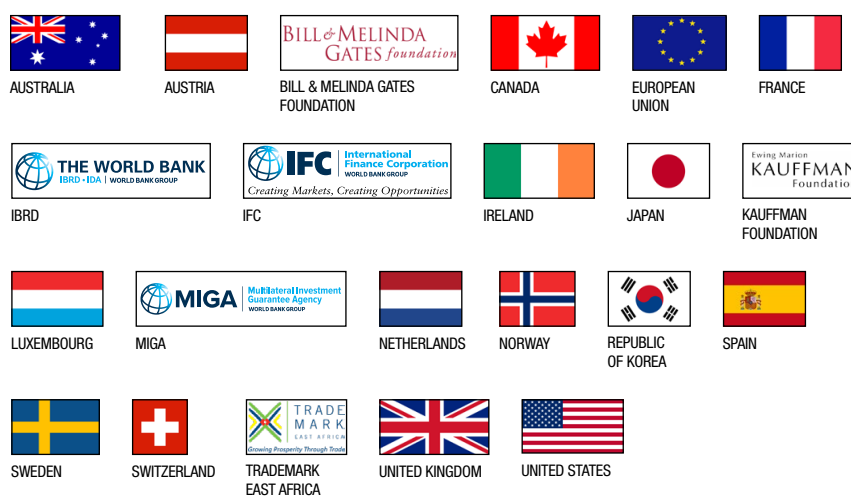 BILL & MELINDA
GATES foundation
AUSTRALIA
AUSTRIA
BILL & MELINDA GATES
FOUNDATION
CANADA
EUROPEAN
UNION
FRANCE
THE WORLD BANK
IBRD • IDA | WORLD BANK GROUP
IFC
International
Finance Corporation
WORLD BANK GROUP
Creating Markets, Creating Opportunities
Ewing Marion
KAUFFMAN
Foundation
IBRD
IFC
IRELAND
JAPAN
KAUFFMAN
FOUNDATION
MIGA
Multilateral Investment
Guarantee Agency
WORLD BANK GROUP
LUXEMBOURG
MIGA
NETHERLANDS
NORWAY
REPUBLIC
OF KOREA
SPAIN
TRADE
MARK
EAST AFRICA
Growing Prosperity Through Trade
SWEDEN
SWITZERLAND
TRADEMARK
EAST AFRICA
UNITED KINGDOM
UNITED STATES